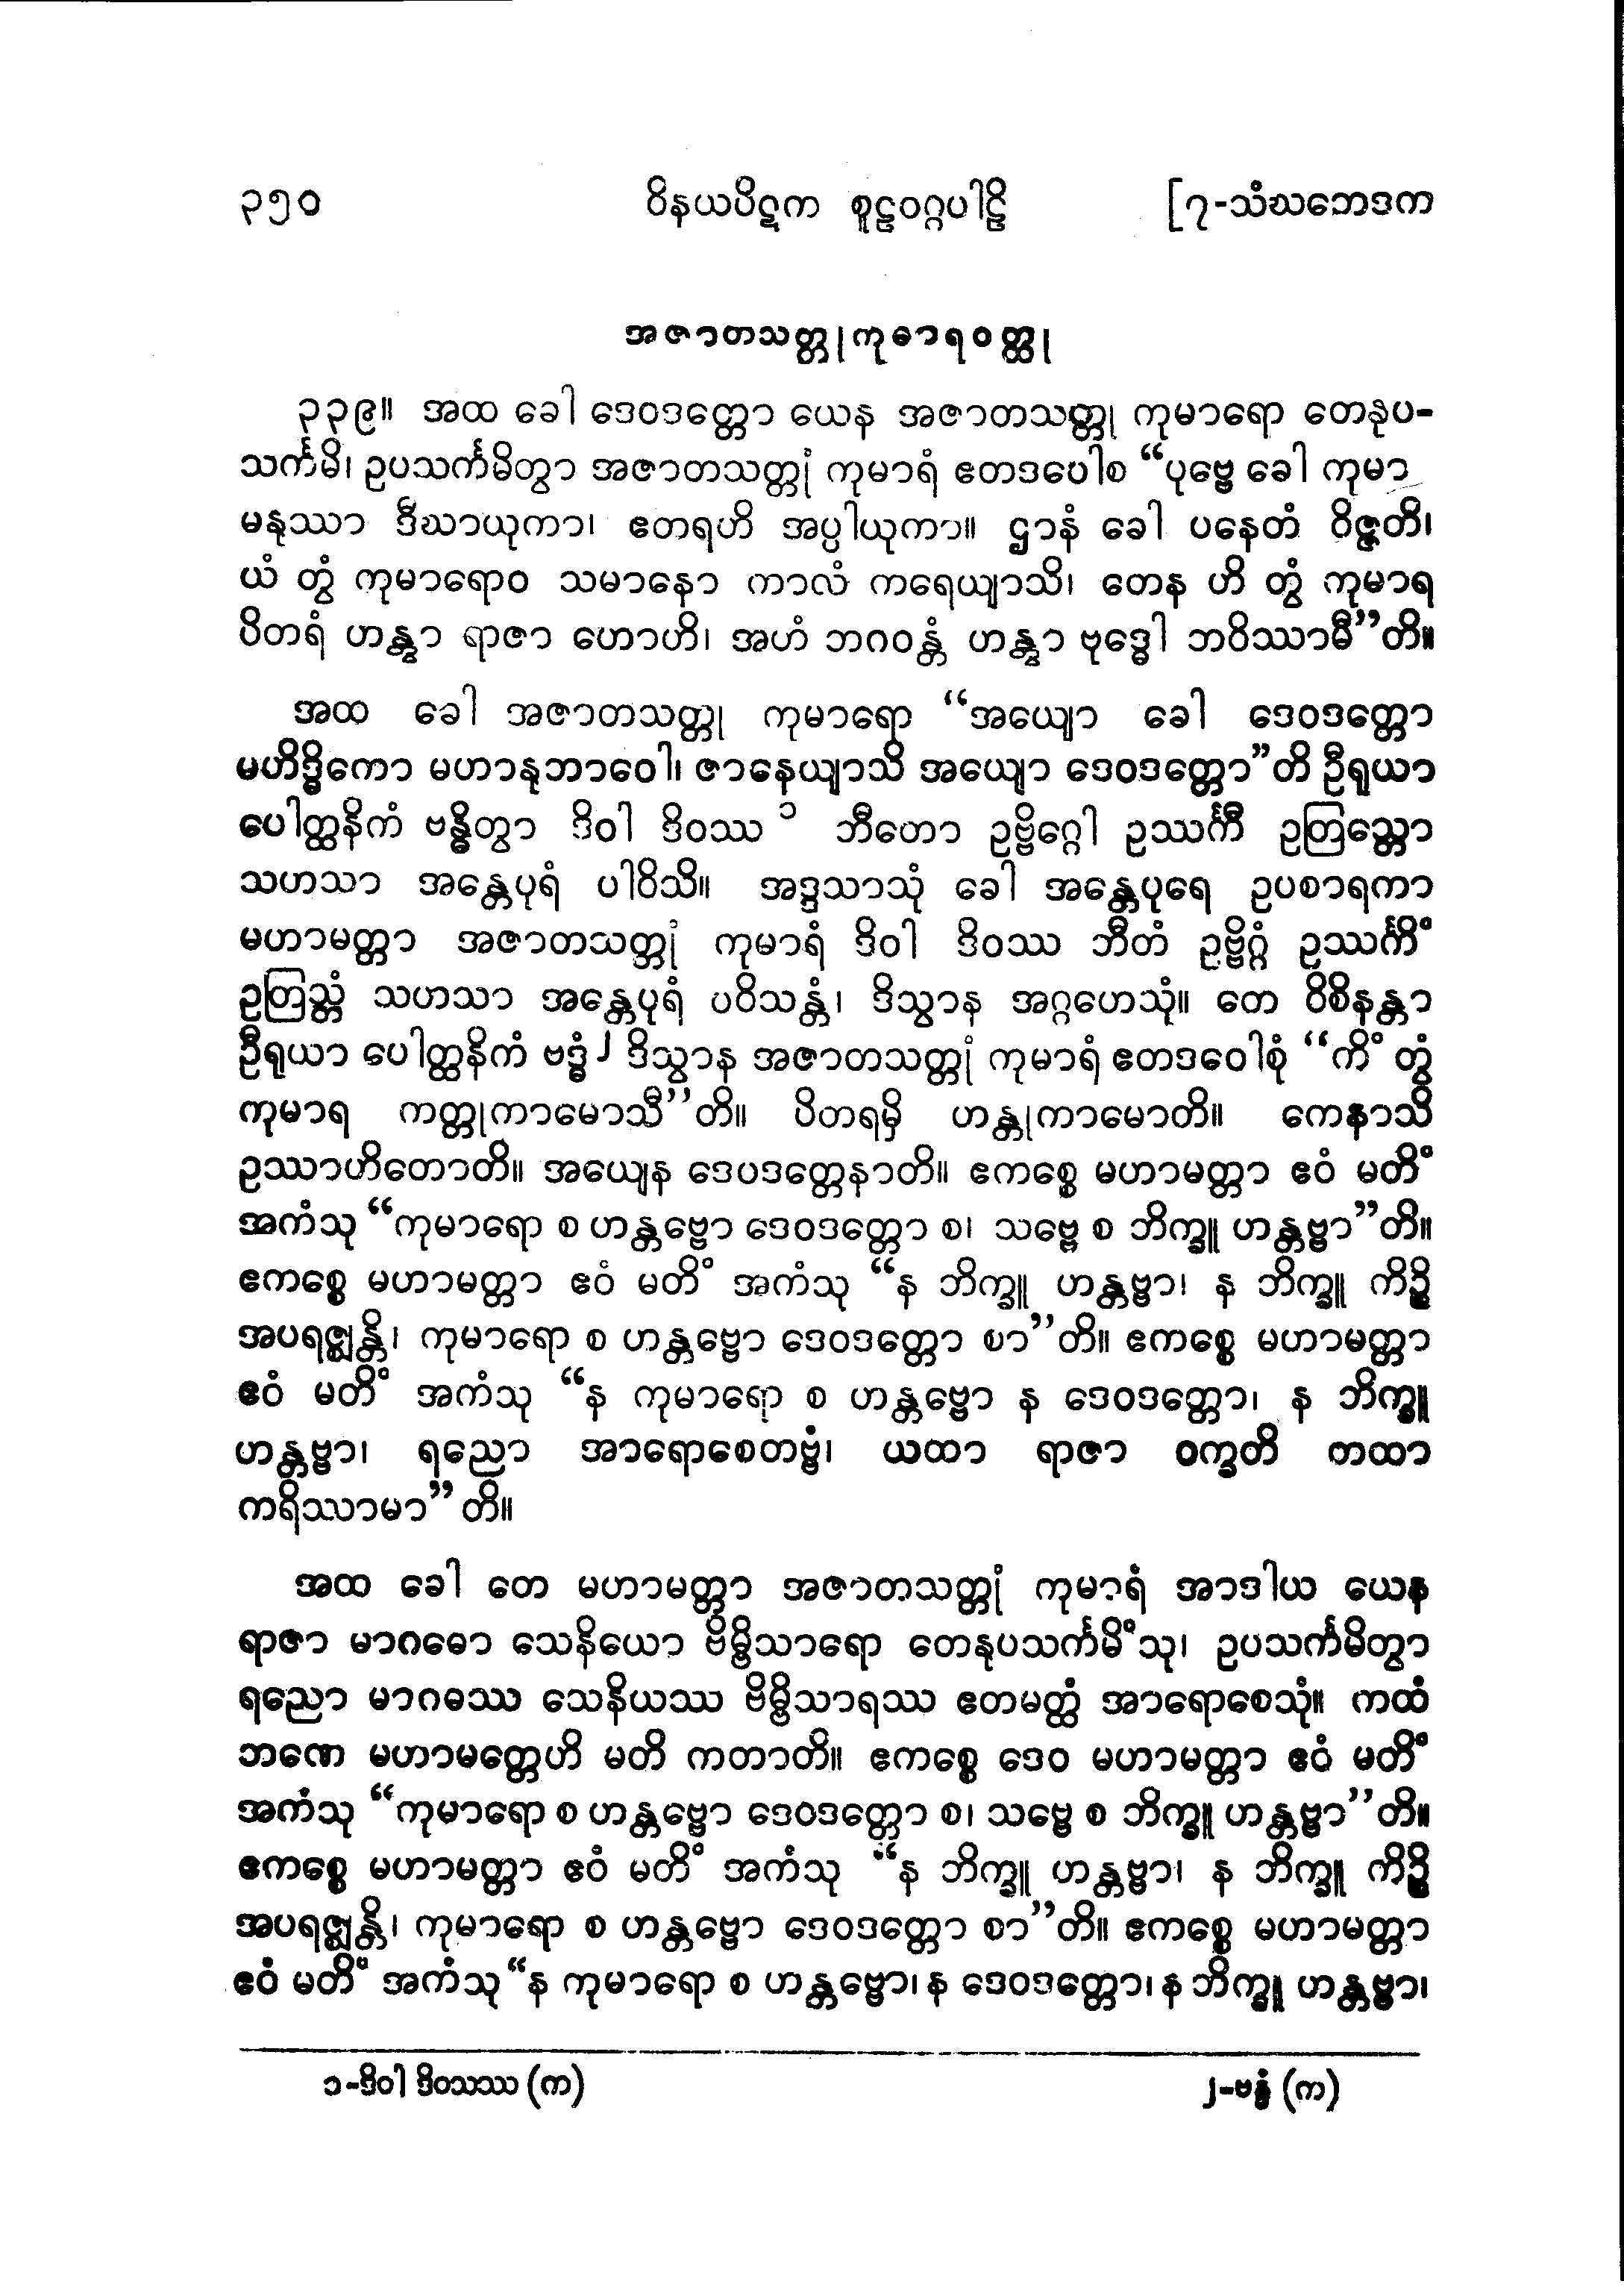 ၃၅၀ ဝိနယပိဋက စူဠဝဂ္ဂပါဠိ [၇-သံဃဘေဒက
အဇာတသတ္တုကုမာရဝတ္ထု
၃၃၉။ အထ ခေါ ဒေဝဒတ္တော ယေန အဇာတသတ္တု ကုမာရော တေနုပ-
သင်္ကမိ၊ ဥပသင်္ကမိတွာ အဇာတသတ္တုံ ကုမာရံ ဧတဒဝေါစ “ပုဗ္ဗေ ခေါ ကုမာ
မနုဿာ ဒီဃာယုကာ၊ ဧတရဟိ အပ္ပါယုကာ။ ဌာနံ ခေါ ပနေတံ ဝိဇ္ဇတိ၊
ယံ တွံ ကုမာရောဝ သမာနော ကာလံ ကရေယျာသိ၊ တေန ဟိ တွံ ကုမာရ
ပိတရံ ဟန္တွာ ရာဇာ ဟောဟိ၊ အဟံ ဘဂဝန္တံ ဟန္တွာ ဗုဒ္ဓေါ ဘဝိဿာမီ”တိ။
အထ ခေါ အဇာတသတ္တု ကုမာရော “အယျော ခေါ ဒေဝဒတ္တော
မဟိဒ္ဓိကော မဟာနုဘာဝေါ၊ ဇာနေယျာသိ အယျော ဒေဝဒတ္တော”တိ ဦရုယာ
ပေါတ္ထနိကံ ဗန္ဓိတွာ ဒိဝါ ဒိဝဿ ၁ ဘီတော ဥဗ္ဗိဂ္ဂေါ ဥဿင်္ကီ ဥတြသ္တော
သဟသာ အန္တေပုရံ ပါဝိသိ။ အဒ္ဒသာသုံ ခေါ အန္တေပုရေ ဥပစာရကာ
မဟာမတ္တာ အဇာတသတ္တုံ ကုမာရံ ဒိဝါ ဒိဝဿ ဘီတံ ဥဗ္ဗိဂ္ဂံ ဥဿင်္ကိံ
ဥတြသ္တံ သဟသာ အန္တေပုရံ ပဝိသန္တံ၊ ဒိသွာန အဂ္ဂဟေသုံ။ တေ ဝိစိနန္တာ
ဦရုယာ ပေါတ္ထနိကံ ဗဒ္ဓံ ၂ ဒိသွာန အဇာတသတ္တုံ ကုမာရံ ဧတဒဝေါစုံ “ကိံ တွံ
ကုမာရ ကတ္တုကာမောသီ”တိ။ ပိတရမှိ ဟန္တုကာမောတိ။ ကေနာသိ
ဥဿာဟိတောတိ။ အယျေန ဒေဝဒတ္တေနာတိ။ ဧကစ္စေ မဟာမတ္တာ ဧဝံ မတိံ
အကံသု “ကုမာရော စ ဟန္တဗ္ဗော ဒေဝဒတ္တော စ၊ သဗ္ဗေ စ ဘိက္ခူ ဟန္တဗ္ဗာ”တိ။
ဧကစ္စေ မဟာမတ္တာ ဧဝံ မတိံ အကံသု “န ဘိက္ခူ ဟန္တဗ္ဗာ၊ န ဘိက္ခူ ကိဉ္စိ
အပရဇ္ဈန္တိ၊ ကုမာရော စ ဟန္တဗ္ဗော ဒေဝဒတ္တော စာ”တိ။ ဧကစ္စေ မဟာမတ္တာ
ဧဝံ မတိံ အကံသု “န ကုမာရော စ ဟန္တဗ္ဗော န ဒေဝဒတ္တော၊ န ဘိက္ခူ
ဟန္တဗ္ဗာ၊ ရညော အာရောစေတဗ္ဗံ၊ ယထာ ရာဇာ ဝက္ခတိ တထာ
ကရိဿာမာ”တိ။
အထ ခေါ တေ မဟာမတ္တာ အဇာတသတ္တုံ ကုမာရံ အာဒါယ ယေန
ရာဇာ မာဂဓော သေနိယော ဗိမ္ဗိသာရော တေနုပသင်္ကမိံသု၊ ဥပသင်္ကမိတွာ
ရညော မာဂဓဿ သေနိယဿ ဗိမ္ဗိသာရဿ ဧတမတ္ထံ အာရောစေသုံ။ ကထံ
ဘဏေ မဟာမတ္တေဟိ မတိ ကတာတိ။ ဧကစ္စေ ဒေဝ မဟာမတ္တာ ဧဝံ မတိံ
အကံသု “ကုမာရော စ ဟန္တဗ္ဗော ဒေဝဒတ္တော စ၊ သဗ္ဗေ စ ဘိက္ခူ ဟန္တဗ္ဗာ”တိ။
ဧကစ္စေ မဟာမတ္တာ ဧဝံ မတိံ အကံသု “န ဘိက္ခူ ဟန္တဗ္ဗာ၊ န ဘိက္ခူ ကိဉ္စိ
အပရဇ္ဈန္တိ၊ ကုမာရော စ ဟန္တဗ္ဗော ဒေဝဒတ္တော စာ”တိ။ ဧကစ္စေ မဟာမတ္တာ
ဧဝံ မတိံ အကံသု “န ကုမာရော စ ဟန္တဗ္ဗော၊ န ဒေဝဒတ္တော၊ န ဘိက္ခူ ဟန္တဗ္ဗာ၊
၁-ဒိဝါ ဒိဝသဿ (က) ၂-ဗန္ဓံ (က)